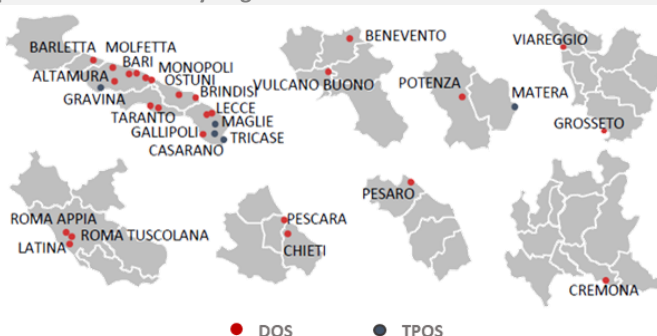 BARLETTA MOLFETTA
BARI
MONOPOLI
ALTAMURA
OSTUNI
BRINDISI
GRAVINA
LECCE
TARANTO
MAGLIE
GALLIPOLI
TRICASE
CASARANO
BENEVENTO
VULCANO BUONO
POTENZA
MATERA
VIAREGGIO
GROSSETO
ROMA APPIA
ROMA TUSCOLANA
LATINA
PESCARA
CHIETI
PESARO
CREMONA
DOS
TPOS